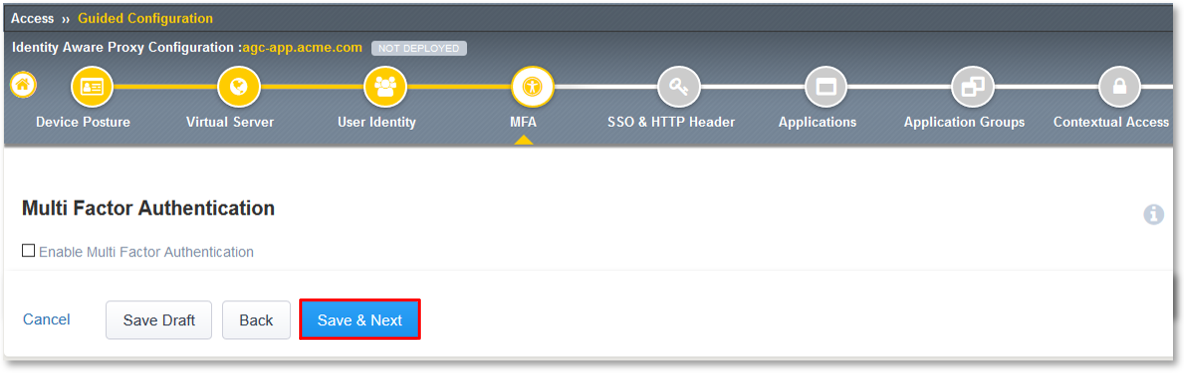 Access » Guided Configuration
Identity Aware Proxy Configuration :agc-app.acme.com NOT DEPLOYED
Device Posture Virtual Server User Identity MFA SSO & HTTP Header Applications Application Groups Contextual Access
Multi Factor Authentication
Enable Multi Factor Authentication
Cancel Save Draft Back Save & Next